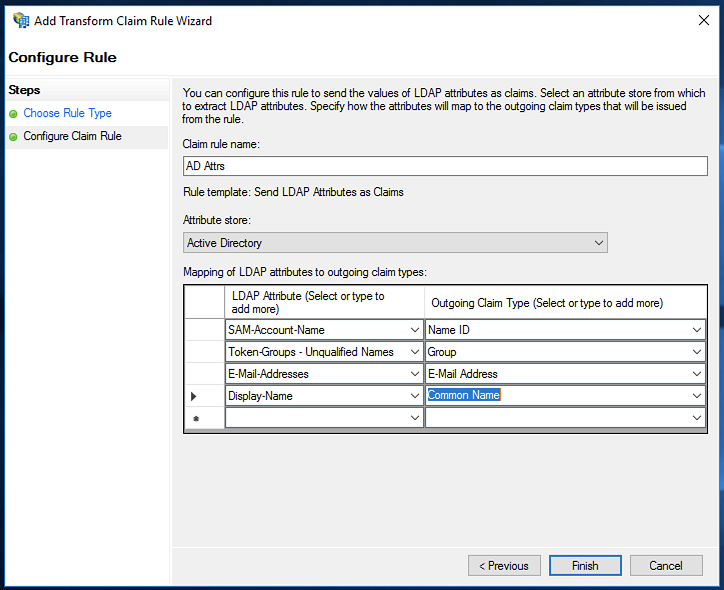 Add Transform Claim Rule Wizard
Configure Rule
Steps
Choose Rule Type
Configure Claim Rule
You can configure this rule to send the values of LDAP attributes as claims. Select an attribute store from which
to extract LDAP attributes. Specify how the attributes will map to the outgoing claim types that will be issued
from the rule.
Claim rule name:
AD Attrs
Rule template: Send LDAP Attributes as Claims
Attribute store:
Active Directory
Mapping of LDAP attributes to outgoing claim types:
LDAP Attribute (Select or type to
add more)
Outgoing Claim Type (Select or type to add more)
SAM-Account-Name
Name ID
Token-Groups - Unqualified Names
Group
E-Mail-Addresses
E-Mail Address
Display-Name
Common Name
< Previous
Finish
Cancel